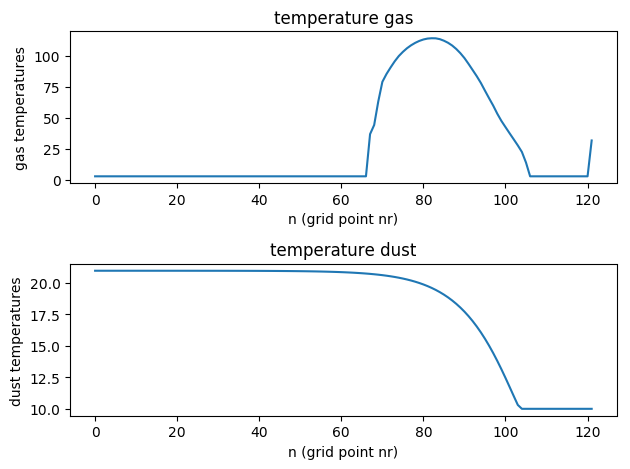 temperature gas
gas temperatures
100
75
50
25
0
0 20 40 60 80 100 120
n (grid point nr)
temperature dust
dust temperatures
20.0
17.5
15.0
12.5
10.0
0 20 40 60 80 100 120
n (grid point nr)